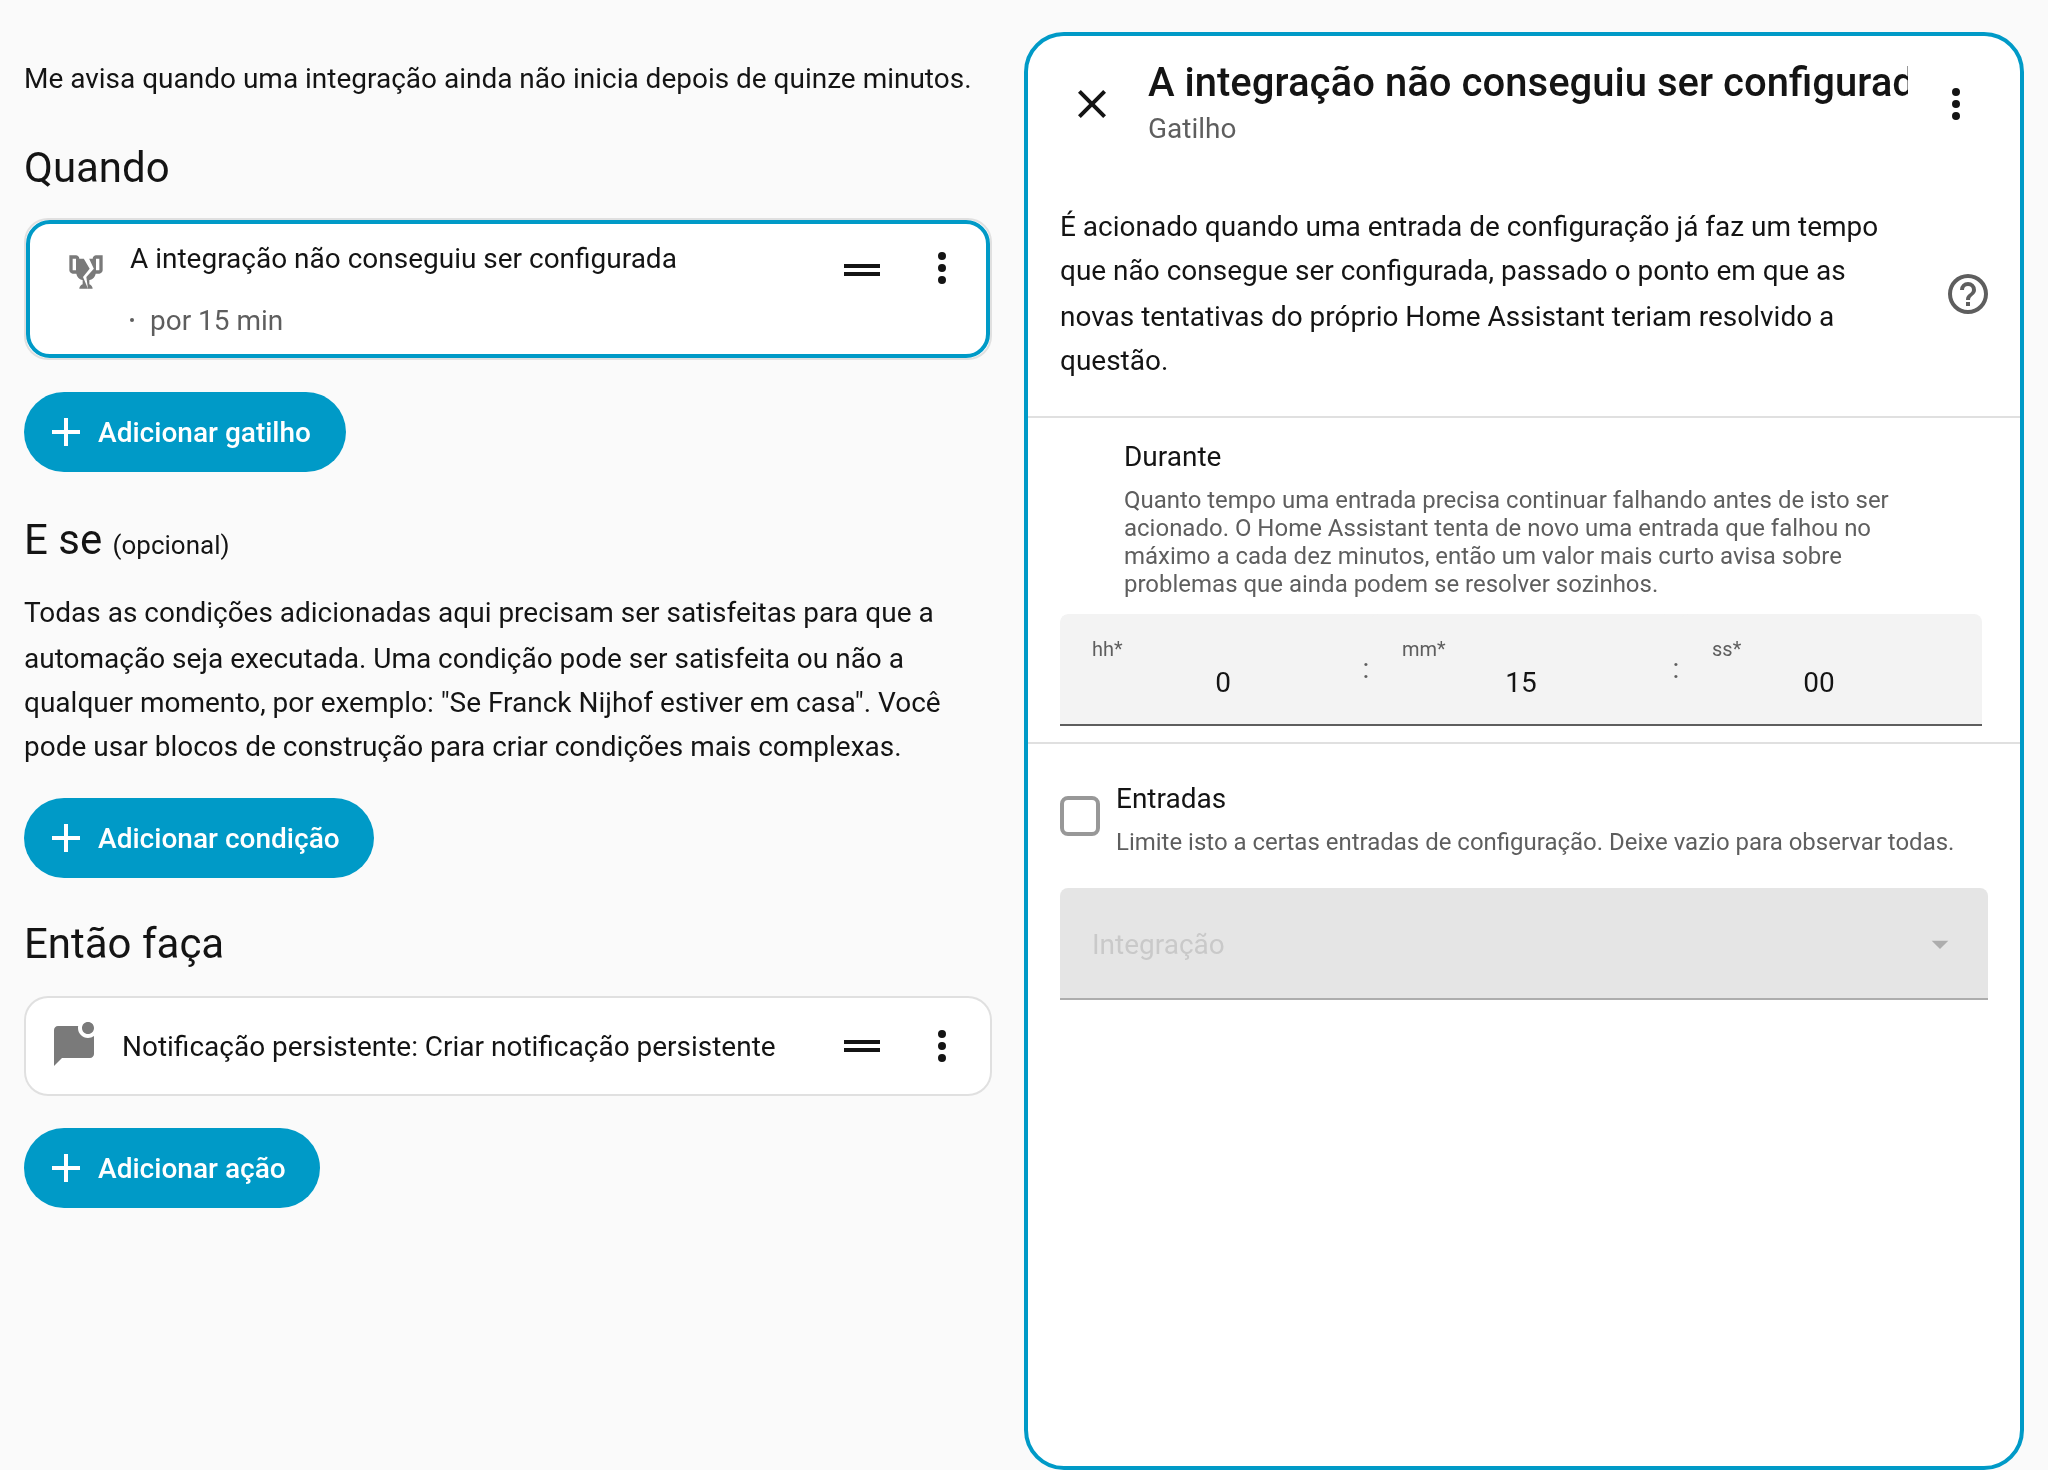 Me avisa quando uma integração ainda não inicia depois de quinze minutos.
Quando
A integração não conseguiu ser configurada
· por 15 min
Adicionar gatilho
E se (opcional)
Todas as condições adicionadas aqui precisam ser satisfeitas para que a
automação seja executada. Uma condição pode ser satisfeita ou não a
qualquer momento, por exemplo: "Se Franck Nijhof estiver em casa". Você
pode usar blocos de construção para criar condições mais complexas.
Adicionar condição
Então faça
Notificação persistente: Criar notificação persistente
Adicionar ação
A integração não conseguiu ser configurad
Gatilho
É acionado quando uma entrada de configuração já faz um tempo
que não consegue ser configurada, passado o ponto em que as
novas tentativas do próprio Home Assistant teriam resolvido a
questão.
Durante
Quanto tempo uma entrada precisa continuar falhando antes de isto ser
acionado. O Home Assistant tenta de novo uma entrada que falhou no
máximo a cada dez minutos, então um valor mais curto avisa sobre
problemas que ainda podem se resolver sozinhos.
hh* mm* ss*
0 : 15 : 00
Entradas
Limite isto a certas entradas de configuração. Deixe vazio para observar todas.
Integração